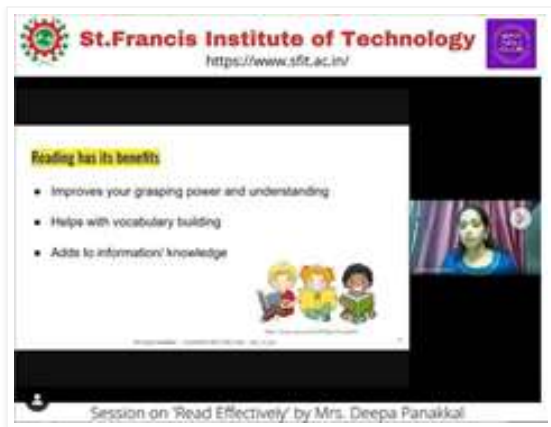 St.Francis Institute of Technology
https://www.sfit.ac.in/
Reading has its benefits
Improves your grasping power and understanding
Helps with vocabulary building
Adds to information/ knowledge
Session on 'Read Effectively' by Mrs. Deepa Panakkal